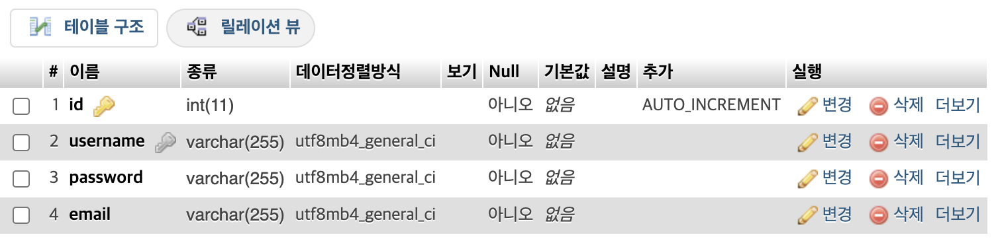 테이블 구조 릴레이션 뷰
# 이름 종류 데이터정렬방식 보기 Null 기본값 설명 추가 실행
1 id int(11) 아니오 없음 AUTO_INCREMENT 변경 삭제 더보기
2 username varchar(255) utf8mb4_general_ci 아니오 없음 변경 삭제 더보기
3 password varchar(255) utf8mb4_general_ci 아니오 없음 변경 삭제 더보기
4 email varchar(255) utf8mb4_general_ci 아니오 없음 변경 삭제 더보기